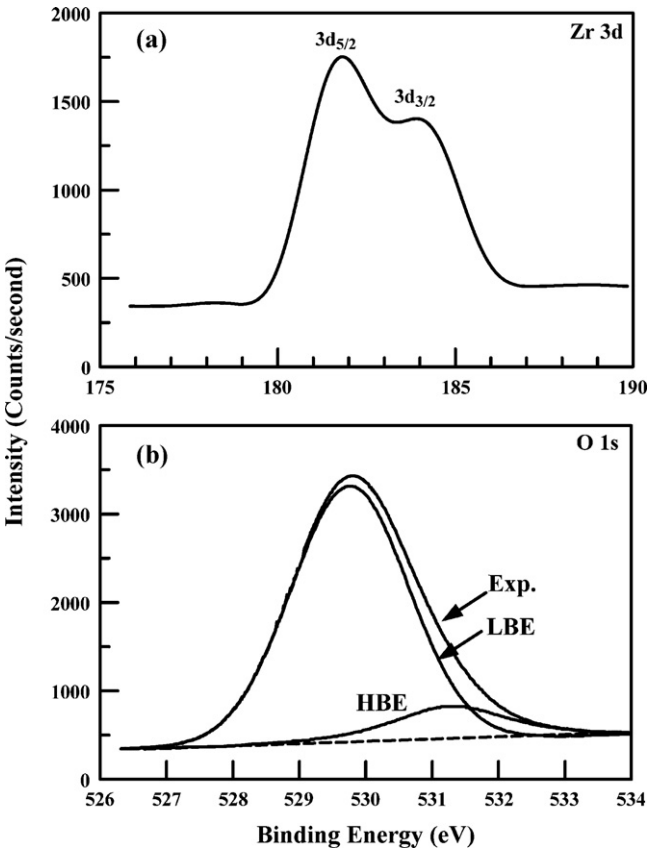 (a)
Zr 3d
3d5/2
3d3/2
2000
1500
1000
500
0
175
180
185
190
Intensity (Counts/second)
(b)
O 1s
4000
3000
2000
1000
0
Exp.
LBE
HBE
526
527
528
529
530
531
532
533
534
Binding Energy (eV)